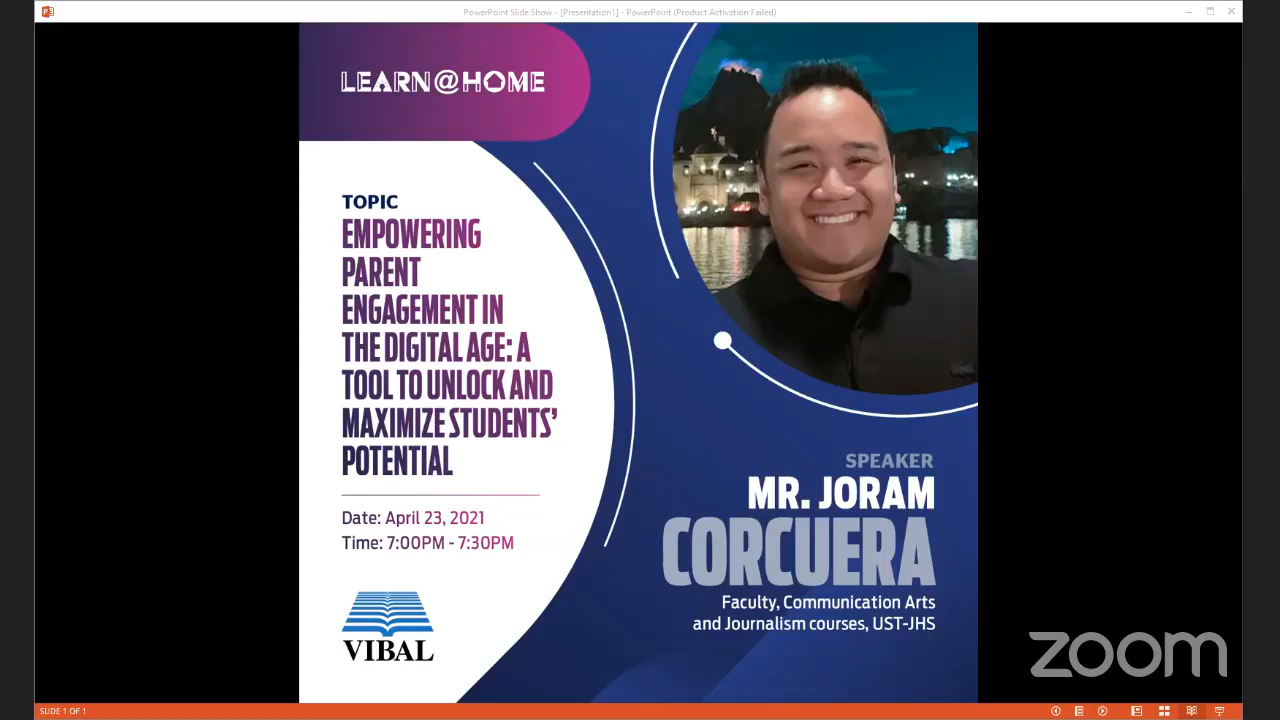 PowerPoint Slide Show - [Presentation1] - PowerPoint (Product Activation Failed)
LEARN@HOME
TOPIC
EMPOWERING
PARENT
ENGAGEMENT IN
THE DIGITAL AGE: A
TOOL TO UNLOCK AND
MAXIMIZE STUDENTS'
POTENTIAL
Date: April 23, 2021
Time: 7:00PM - 7:30PM
VIBAL
SPEAKER
MR. JORAM
CORCUERA
Faculty, Communication Arts
and Journalism courses, UST-JHS
zoom
SLIDE 1 OF 1